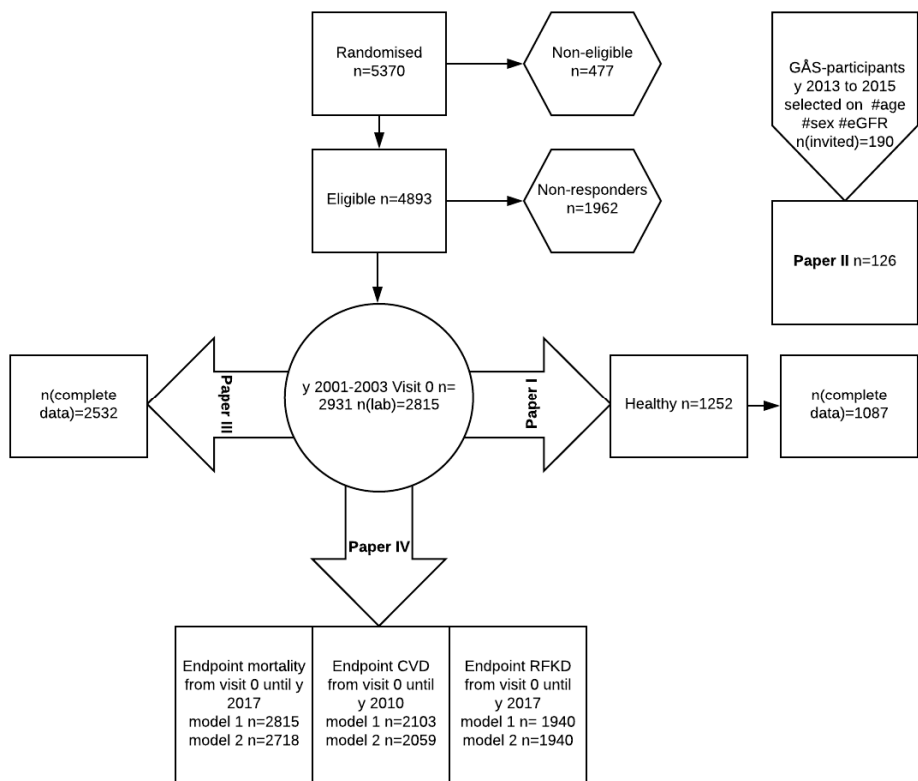 Randomised
n=5370
Non-eligible
n=477
GÅS-participants
y 2013 to 2015
selected on #age
#sex #eGFR
n(invited)=190
Eligible n=4893
Non-responders
n=1962
Paper II n=126
n(complete
data)=2532
Paper III
y 2001-2003 Visit 0 n=
2931 n(lab)=2815
Paper I
Healthy n=1252
n(complete
data)=1087
Paper IV
Endpoint mortality
from visit 0 until y
2017
model 1 n=2815
model 2 n=2718
Endpoint CVD
from visit 0 until
y 2010
model 1 n=2103
model 2 n=2059
Endpoint RFKD
from visit 0 until
y 2017
model 1 n= 1940
model 2 n=1940